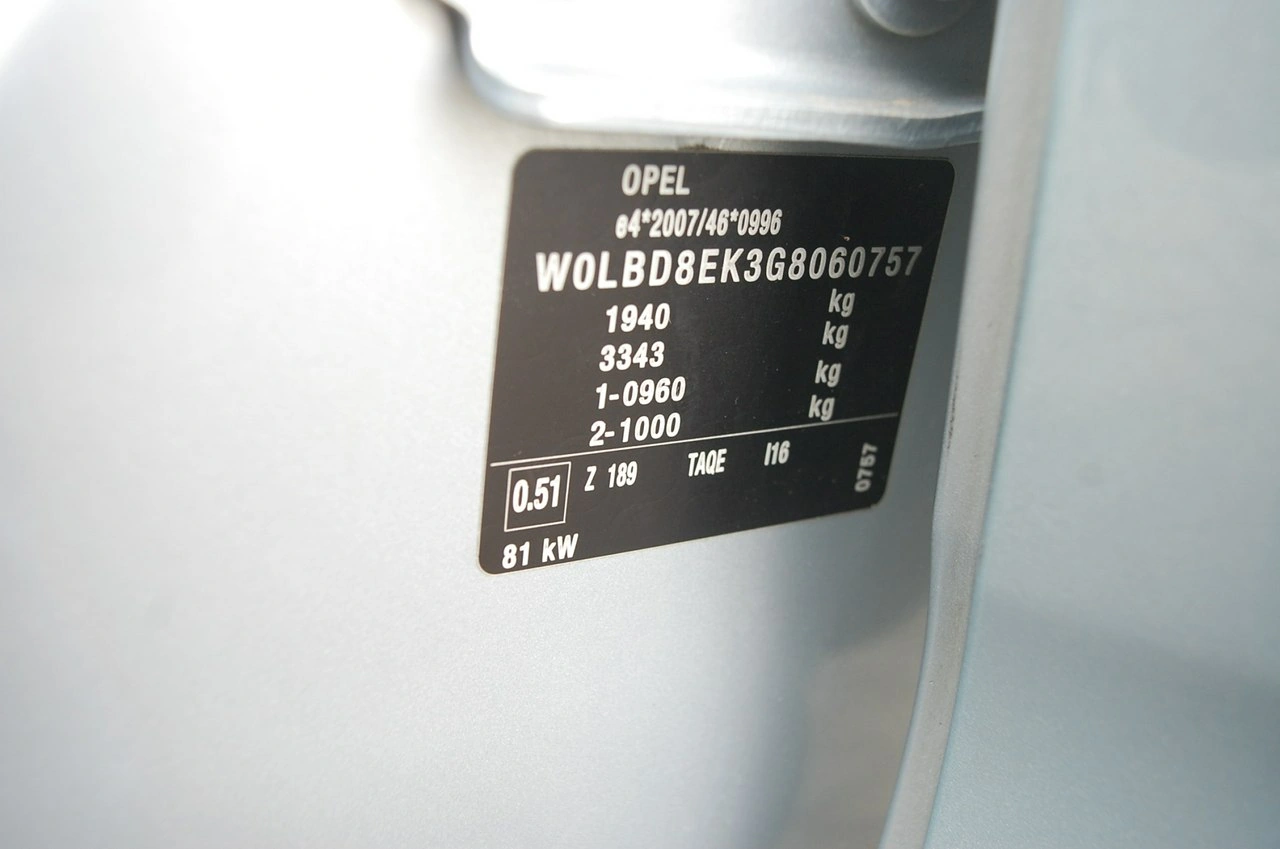 OPEL
e4*2007/46*0996
W0LBD8EK3G8060757
1940 kg
3343 kg
1-0960 kg
2-1000 kg
0.51 Z 189 TAQE I16 0757
81 kW